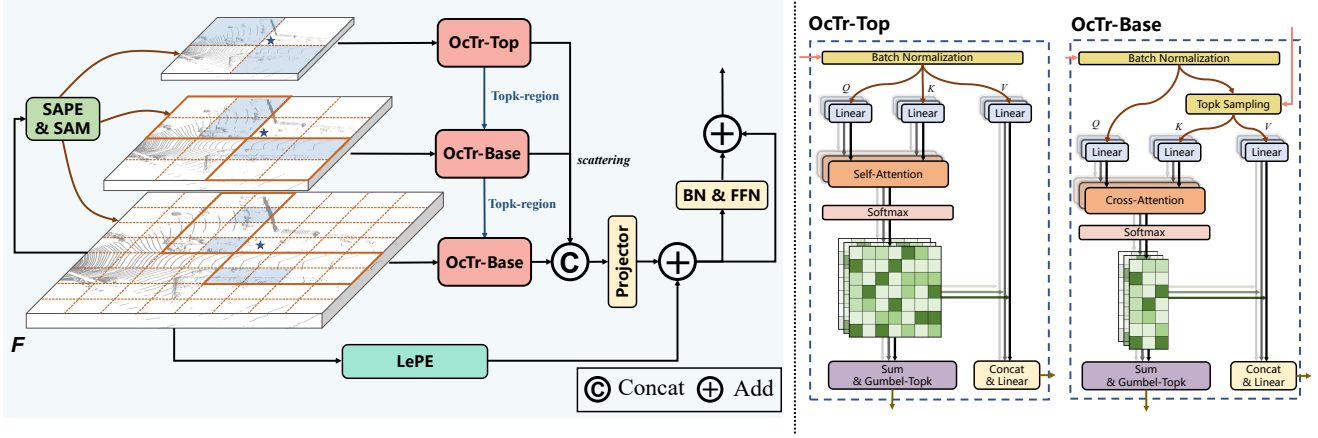 SAPE
& SAM
OcTr-Top
Topk-region
OcTr-Base
scattering
Topk-region
OcTr-Base
C
Projector
BN & FFN
F
LePE
C Concat
Add
OcTr-Top
Batch Normalization
Q
K
V
Linear
Linear
Linear
Self-Attention
Softmax
Sum
& Gumbel-Topk
Concat
& Linear
OcTr-Base
Batch Normalization
Topk Sampling
Q
K
V
Linear
Linear
Linear
Cross-Attention
Softmax
Sum
& Gumbel-Topk
Concat
& Linear